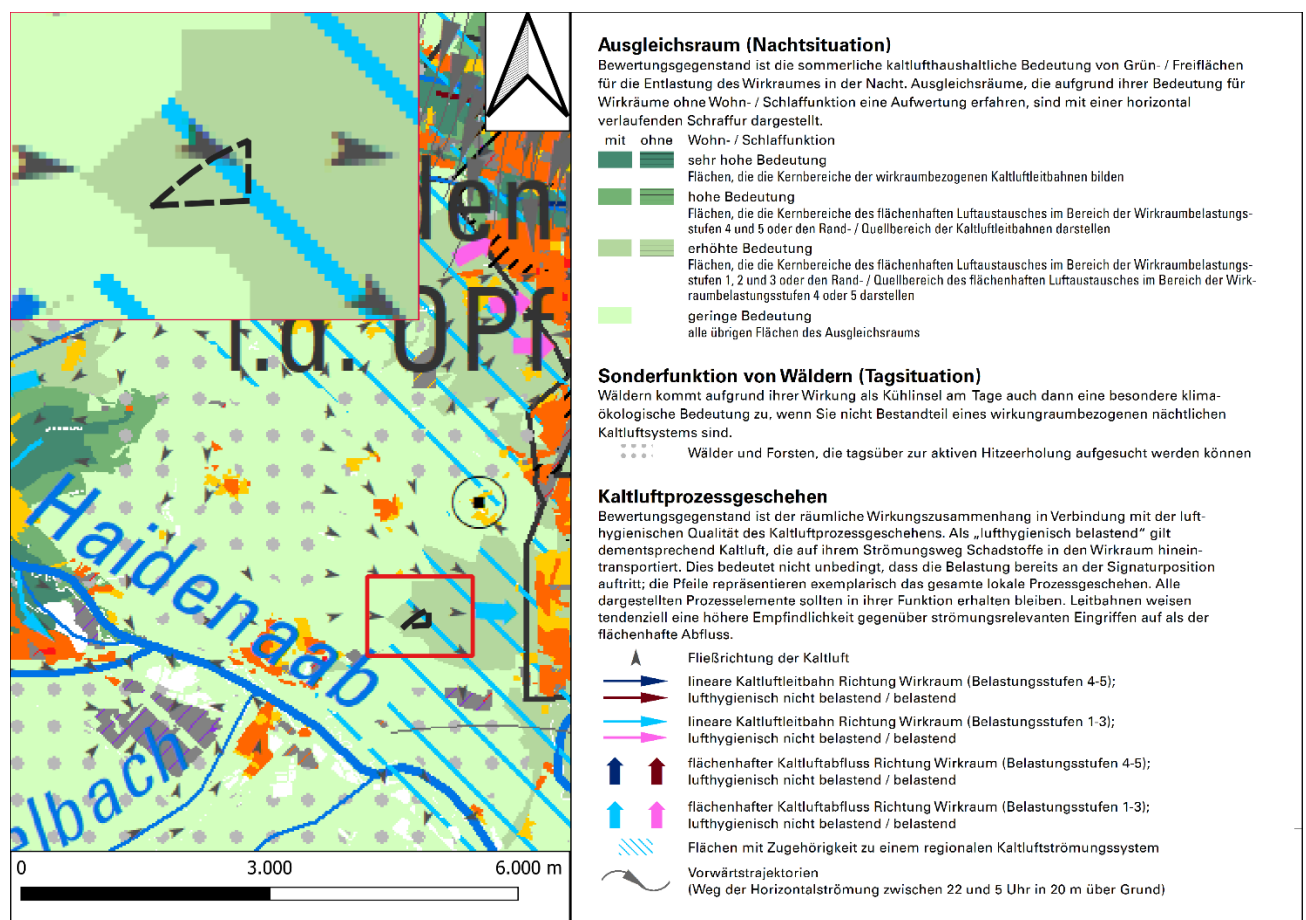 den
i.d. OPf
Haidenaab
elbach
0 3.000 6.000 m
Ausgleichsraum (Nachtsituation)
Bewertungsgegenstand ist die sommerliche kaltlufthaushaltliche Bedeutung von Grün- / Freiflächen
für die Entlastung des Wirkraumes in der Nacht. Ausgleichsräume, die aufgrund ihrer Bedeutung für
Wirkräume ohne Wohn- / Schlaffunktion eine Aufwertung erfahren, sind mit einer horizontal
verlaufenden Schraffur dargestellt.
mit ohne Wohn- / Schlaffunktion
sehr hohe Bedeutung
Flächen, die die Kernbereiche der wirkraumbezogenen Kaltluftleitbahnen bilden
hohe Bedeutung
Flächen, die die Kernbereiche des flächenhaften Luftaustausches im Bereich der Wirkraumbelastungs-
stufen 4 und 5 oder den Rand- / Quellbereich der Kaltluftleitbahnen darstellen
erhöhte Bedeutung
Flächen, die die Kernbereiche des flächenhaften Luftaustausches im Bereich der Wirkraumbelastungs-
stufen 1, 2 und 3 oder den Rand- / Quellbereich des flächenhaften Luftaustausches im Bereich der Wirk-
raumbelastungsstufen 4 oder 5 darstellen
geringe Bedeutung
alle übrigen Flächen des Ausgleichsraums
Sonderfunktion von Wäldern (Tagsituation)
Wäldern kommt aufgrund ihrer Wirkung als Kühlinsel am Tage auch dann eine besondere klima-
ökologische Bedeutung zu, wenn Sie nicht Bestandteil eines wirkungraumbezogenen nächtlichen
Kaltluftsystems sind.
Wälder und Forsten, die tagsüber zur aktiven Hitzeerholung aufgesucht werden können
Kaltluftprozessgeschehen
Bewertungsgegenstand ist der räumliche Wirkungszusammenhang in Verbindung mit der luft-
hygienischen Qualität des Kaltluftprozessgeschehens. Als „lufthygienisch belastend“ gilt
dementsprechend Kaltluft, die auf ihrem Strömungsweg Schadstoffe in den Wirkraum hinein-
transportiert. Dies bedeutet nicht unbedingt, dass die Belastung bereits an der Signaturposition
auftritt; die Pfeile repräsentieren exemplarisch das gesamte lokale Prozessgeschehen. Alle
dargestellten Prozesselemente sollten in ihrer Funktion erhalten bleiben. Leitbahnen weisen
tendenziell eine höhere Empfindlichkeit gegenüber strömungsrelevanten Eingriffen auf als der
flächenhafte Abfluss.
Fließrichtung der Kaltluft
lineare Kaltluftleitbahn Richtung Wirkraum (Belastungsstufen 4-5);
lufthygienisch nicht belastend / belastend
lineare Kaltluftleitbahn Richtung Wirkraum (Belastungsstufen 1-3);
lufthygienisch nicht belastend / belastend
flächenhafter Kaltluftabfluss Richtung Wirkraum (Belastungsstufen 4-5);
lufthygienisch nicht belastend / belastend
flächenhafter Kaltluftabfluss Richtung Wirkraum (Belastungsstufen 1-3);
lufthygienisch nicht belastend / belastend
Flächen mit Zugehörigkeit zu einem regionalen Kaltluftströmungssystem
Vorwärtstrajektorien
(Weg der Horizontalströmung zwischen 22 und 5 Uhr in 20 m über Grund)